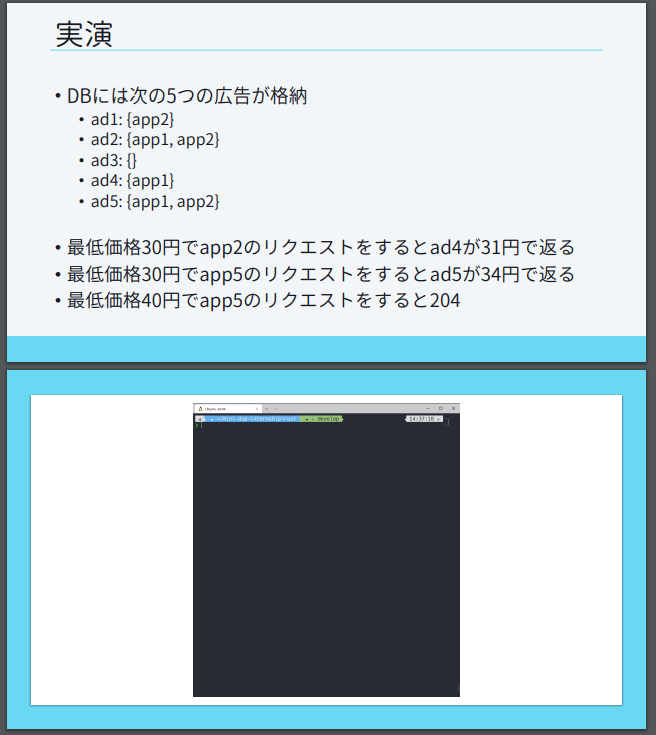 実演
• DBには次の5つの広告が格納
• ad1: {app2}
• ad2: {app1, app2}
• ad3: {}
• ad4: {app1}
• ad5: {app1, app2}
• 最低価格30円でapp2のリクエストをするとad4が31円で返る
• 最低価格30円でapp5のリクエストをするとad5が34円で返る
• 最低価格40円でapp5のリクエストをすると204
14:37:18